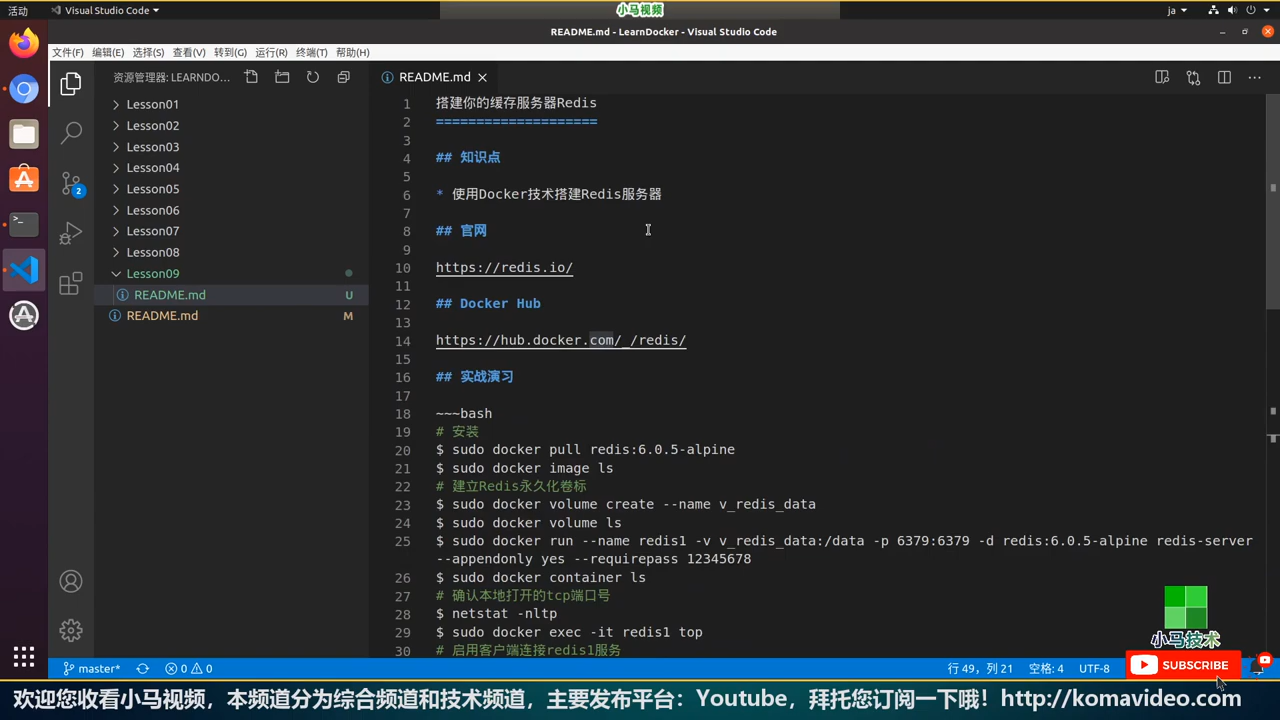 活动
Visual Studio Code
小马视频
ja
README.md - LearnDocker - Visual Studio Code
文件(F) 编辑(E) 选择(S) 查看(V) 转到(G) 运行(R) 终端(T) 帮助(H)
资源管理器: LEARNDO...
README.md
Lesson01
Lesson02
Lesson03
Lesson04
Lesson05
Lesson06
Lesson07
Lesson08
Lesson09
README.md U
README.md M
2
1 搭建你的缓存服务器Redis
2 ====================
3
4 ## 知识点
5
6 * 使用Docker技术搭建Redis服务器
7
8 ## 官网
9
10 https://redis.io/
11
12 ## Docker Hub
13
14 https://hub.docker.com/_/redis/
15
16 ## 实战演习
17
18 ~~~bash
19 # 安装
20 $ sudo docker pull redis:6.0.5-alpine
21 $ sudo docker image ls
22 # 建立Redis永久化卷标
23 $ sudo docker volume create --name v_redis_data
24 $ sudo docker volume ls
25 $ sudo docker run --name redis1 -v v_redis_data:/data -p 6379:6379 -d redis:6.0.5-alpine redis-server
--appendonly yes --requirepass 12345678
26 $ sudo docker container ls
27 # 确认本地打开的tcp端口号
28 $ netstat -nltp
29 $ sudo docker exec -it redis1 top
30 # 启用客户端连接redis1服务
小马技术
SUBSCRIBE
master* 0 0 行 49, 列 21 空格: 4 UTF-8
欢迎您收看小马视频，本频道分为综合频道和技术频道，主要发布平台：Youtube，拜托您订阅一下哦！http://komavideo.com